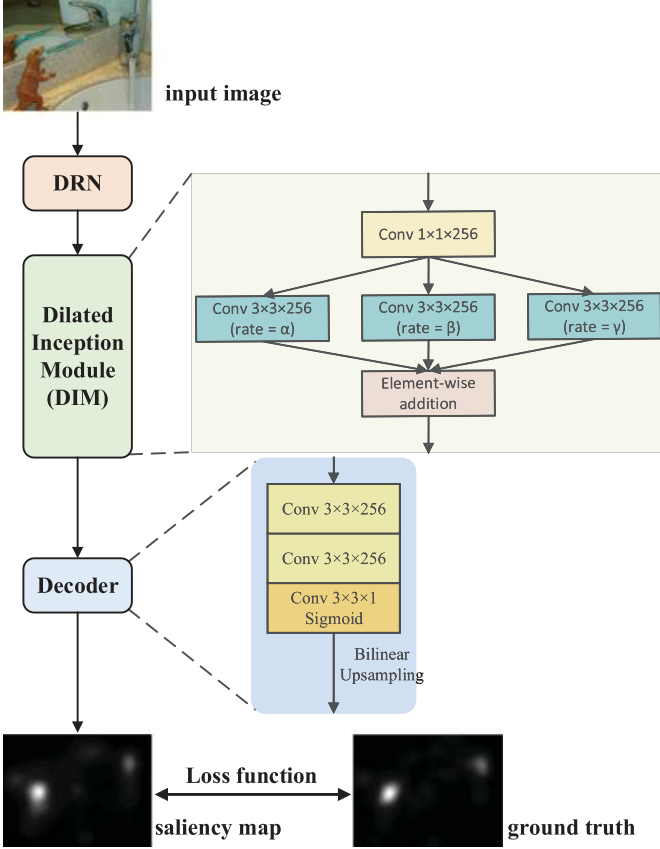 input image
DRN
Dilated
Inception
Module
(DIM)
Conv 1×1×256
Conv 3×3×256
(rate = α)
Conv 3×3×256
(rate = β)
Conv 3×3×256
(rate = γ)
Element-wise
addition
Decoder
Conv 3×3×256
Conv 3×3×256
Conv 3×3×1
Sigmoid
Bilinear
Upsampling
Loss function
saliency map
ground truth